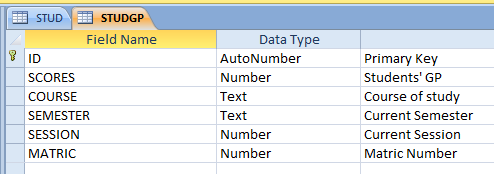 STUD STUDGP
Field Name Data Type
ID AutoNumber Primary Key
SCORES Number Students' GP
COURSE Text Course of study
SEMESTER Text Current Semester
SESSION Number Current Session
MATRIC Number Matric Number